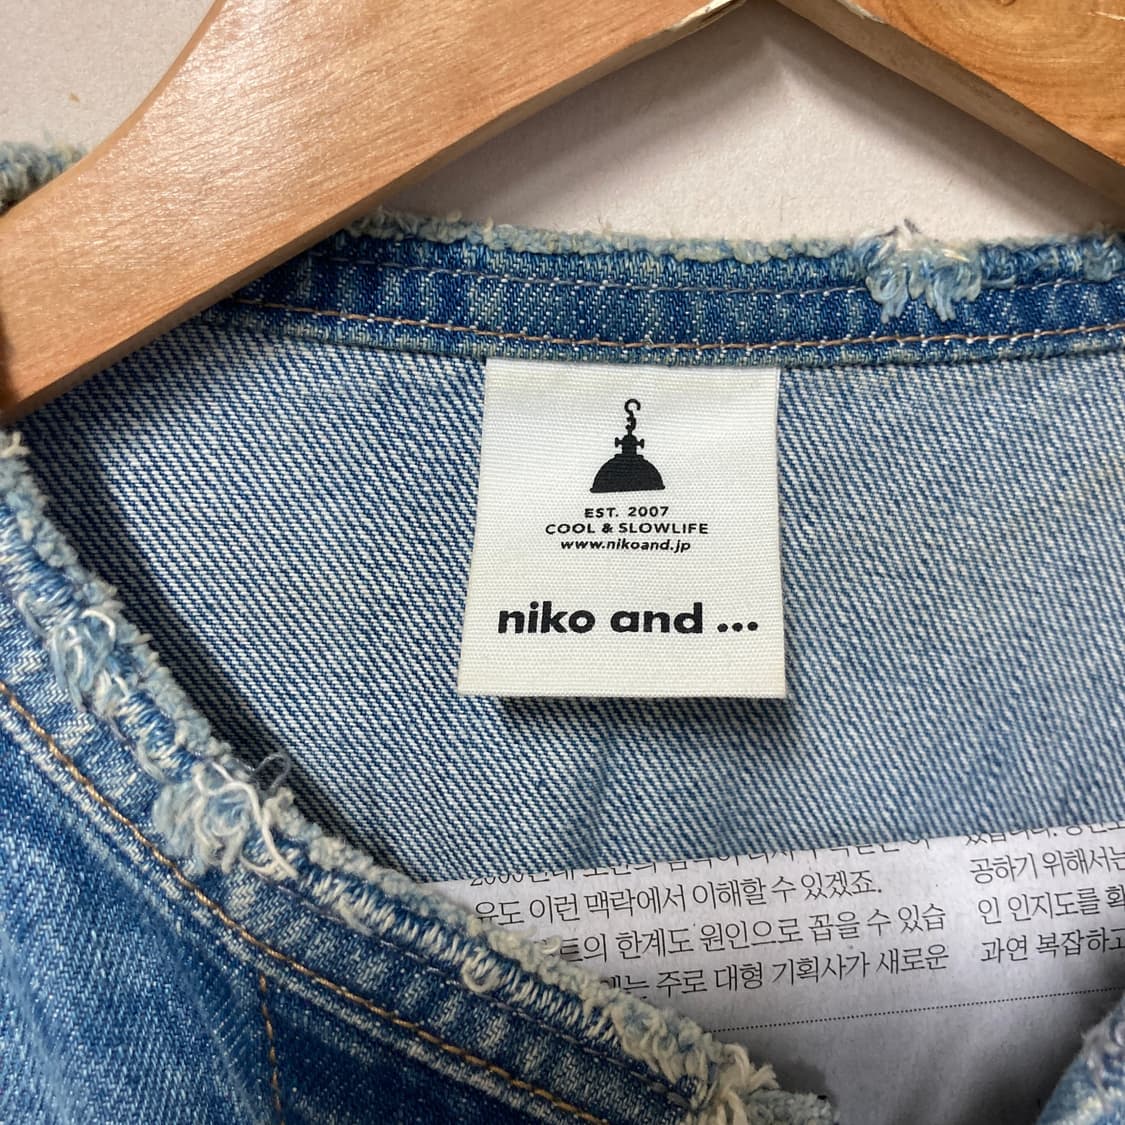 EST. 2007
COOL & SLOWLIFE
www.nikoand.jp
niko and ...
유도 이런 맥락에서 이해할 수 있겠죠.
트의 한계도 원인으로 꼽을 수 있습
에는 주로 대형 기획사가 새로운
공하기 위해서는
인 인지도를 확
과연 복잡하고